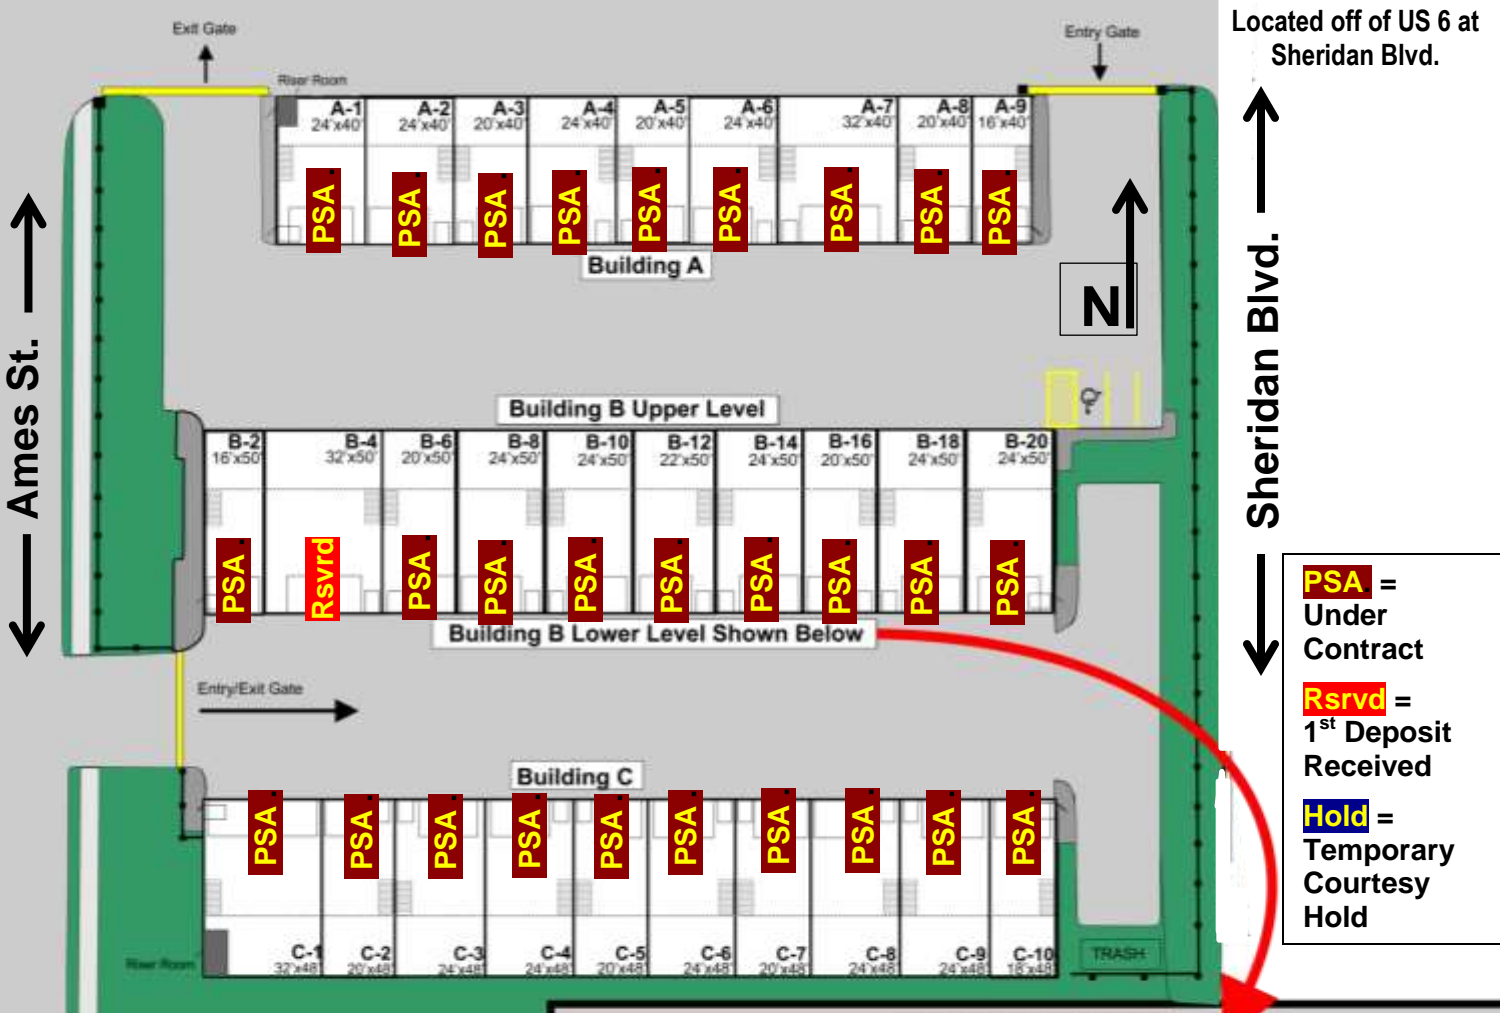 Located off of US 6 at
Sheridan Blvd.
Exit Gate
Entry Gate
Riser Room
A-1 A-2 A-3 A-4 A-5 A-6 A-7 A-8 A-9
24'x40' 24'x40' 20'x40' 24'x40' 20'x40' 24'x40' 32'x40' 20'x40' 16'x40'
PSA. PSA. PSA. PSA. PSA. PSA. PSA. PSA. PSA.
Building A
N
Ames St.
Sheridan Blvd.
Building B Upper Level
B-2 B-4 B-6 B-8 B-10 B-12 B-14 B-16 B-18 B-20
16'x50' 32'x50' 20'x50' 24'x50' 24'x50' 22'x50' 24'x50' 20'x50' 24'x50' 24'x50'
PSA. Rsvrd PSA. PSA. PSA. PSA. PSA. PSA. PSA. PSA.
Building B Lower Level Shown Below
Entry/Exit Gate
Building C
PSA. PSA. PSA. PSA. PSA. PSA. PSA. PSA. PSA. PSA.
C-1 C-2 C-3 C-4 C-5 C-6 C-7 C-8 C-9 C-10
32'x48' 20'x48' 24'x48' 24'x48' 20'x48' 24'x48' 20'x48' 24'x48' 24'x48' 18'x48'
Riser Room
TRASH
PSA. =
Under
Contract
Rsrvd =
1st Deposit
Received
Hold =
Temporary
Courtesy
Hold